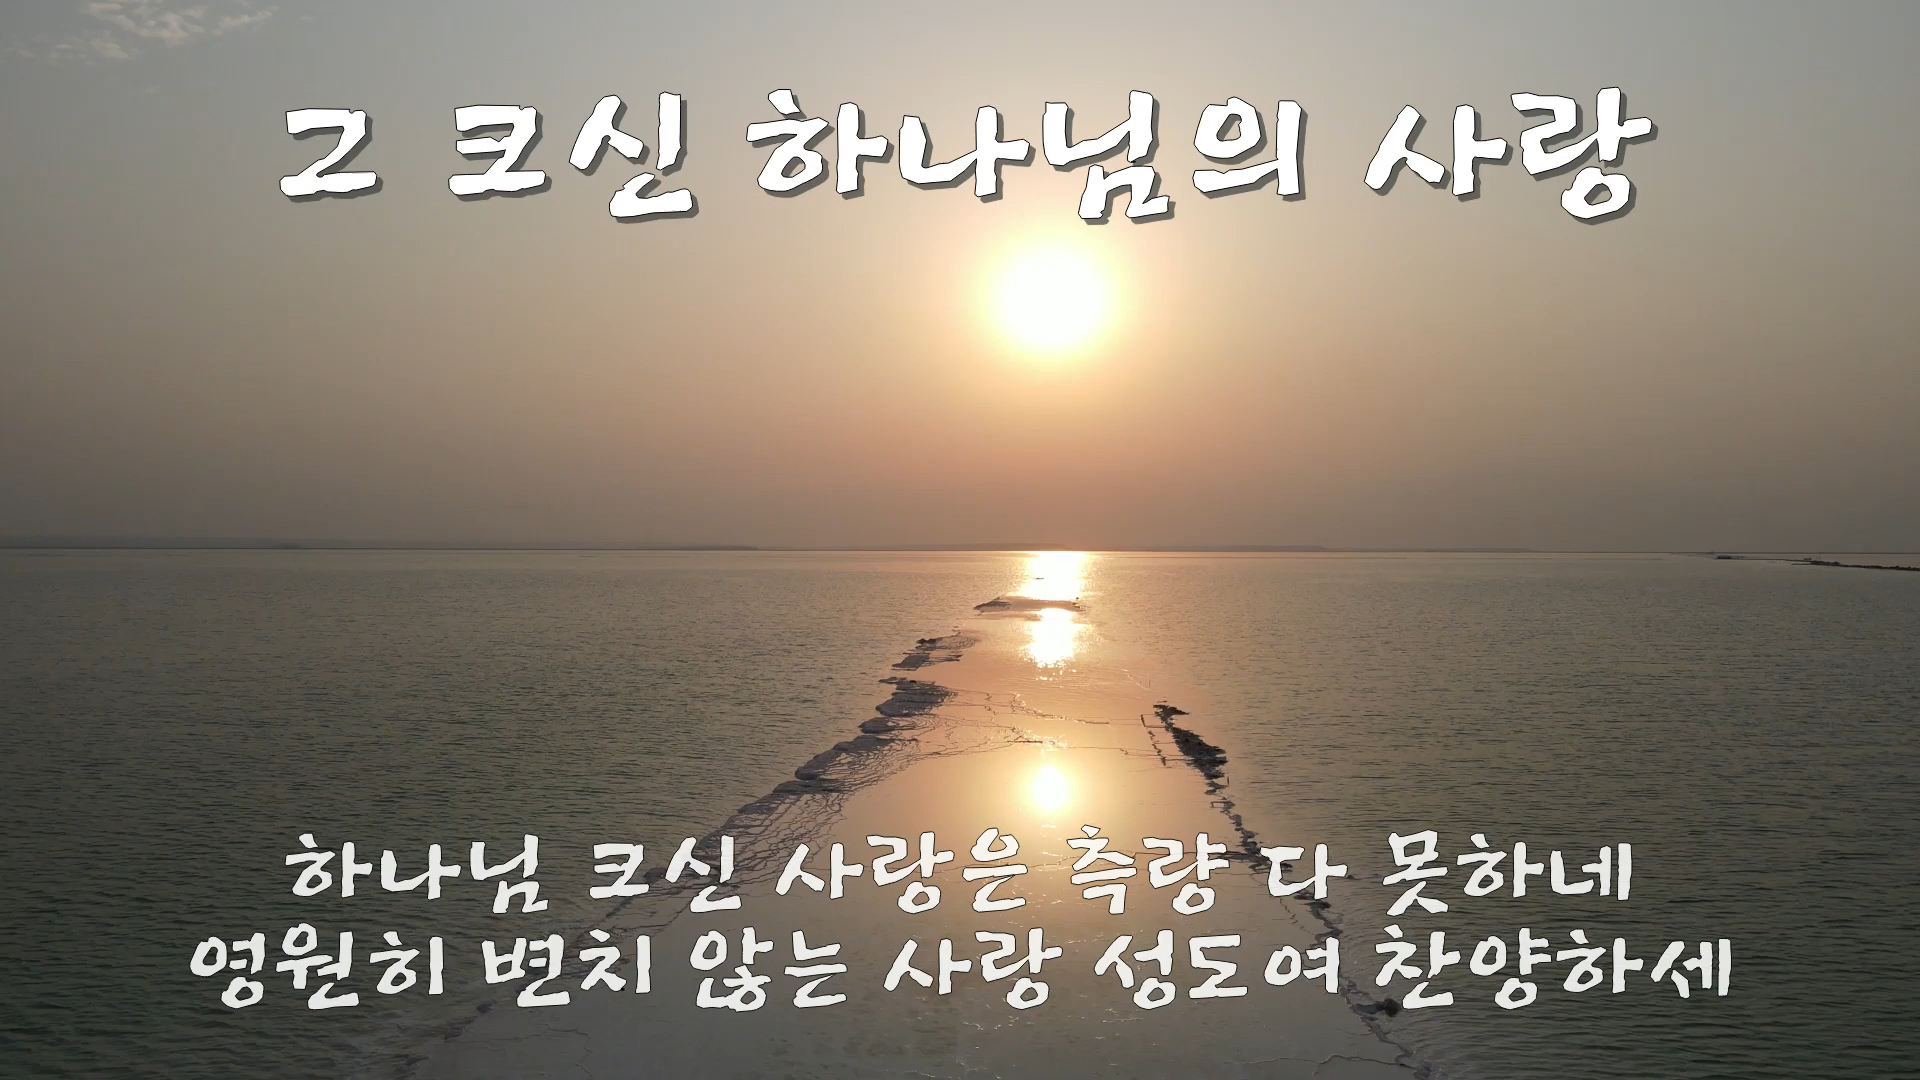 그 크신 하나님의 사랑
하나님 크신 사랑은 측량 다 못하네
영원히 변치 않는 사랑 성도여 찬양하세